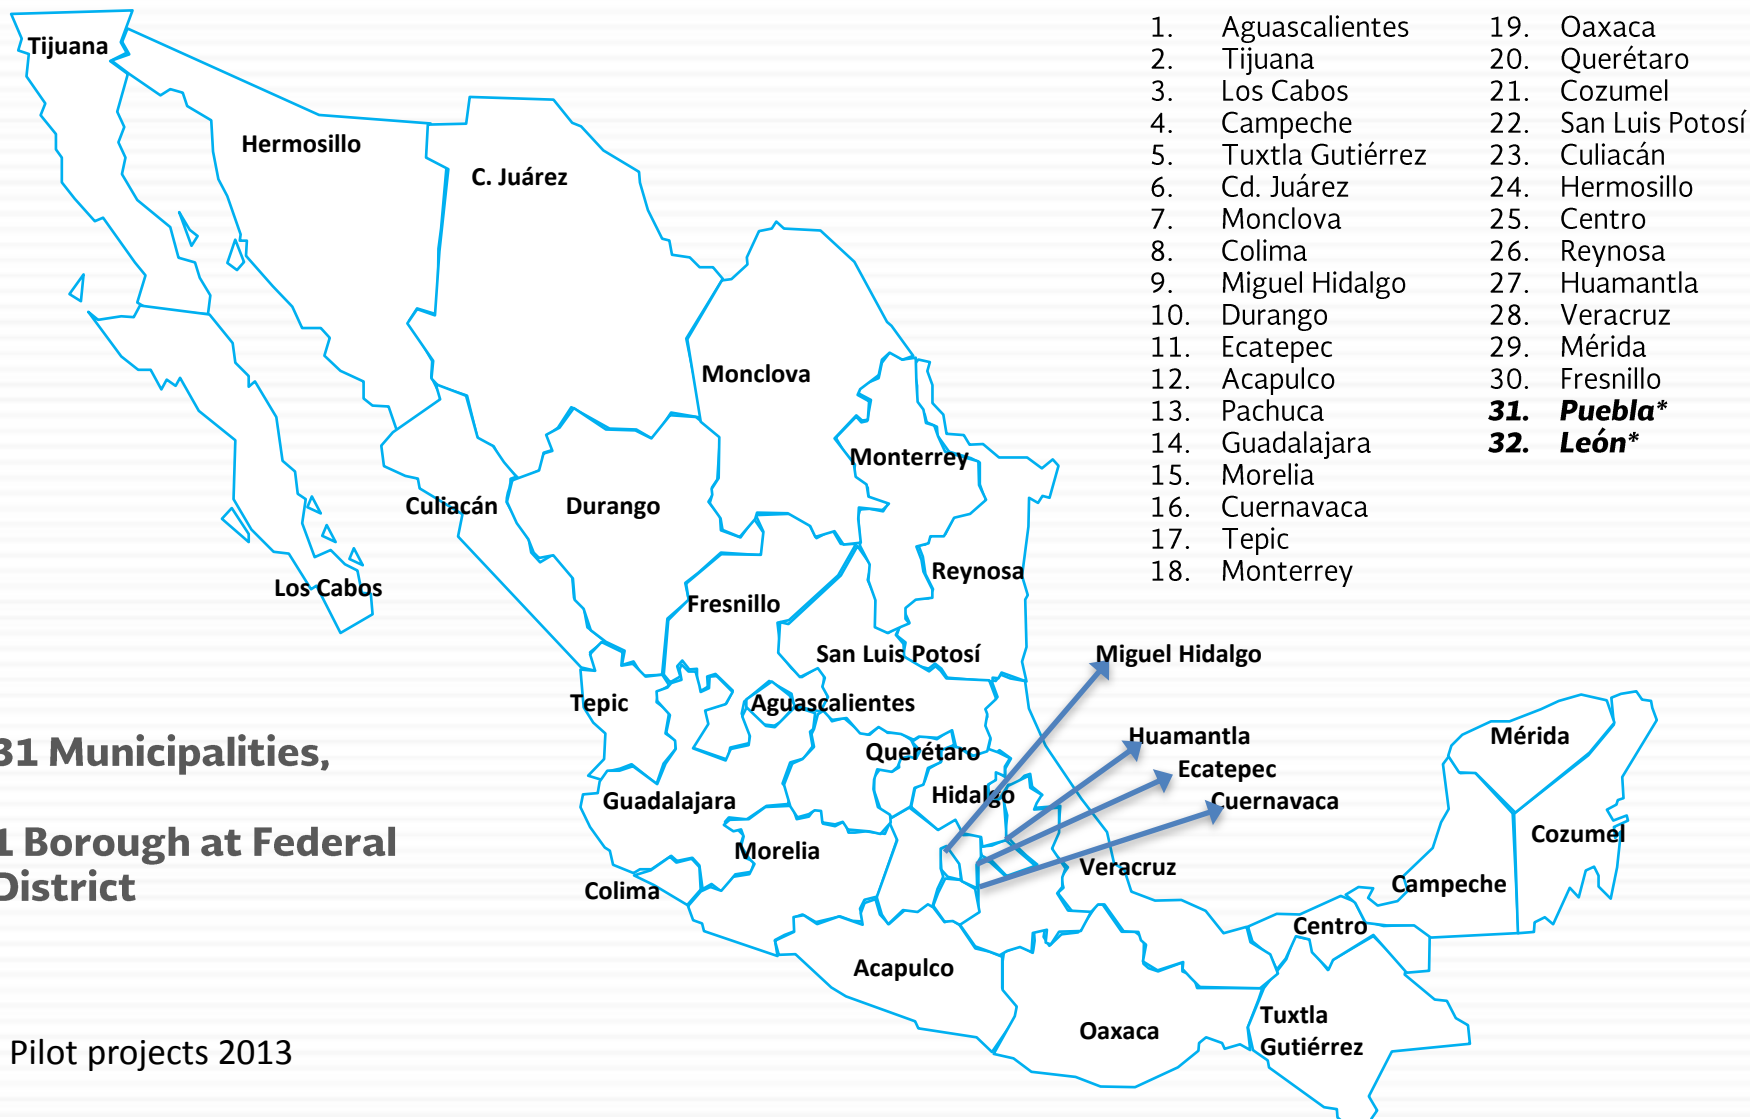 Tijuana
Hermosillo
C. Juárez
Monclova
Monterrey
Culiacán
Durango
Reynosa
Los Cabos
Fresnillo
San Luis Potosí
Miguel Hidalgo
Tepic
Aguascalientes
Huamantla
Mérida
Querétaro
Ecatepec
Hidalgo
Guadalajara
Cuernavaca
Cozumel
Morelia
Veracruz
Colima
Campeche
Centro
Acapulco
Oaxaca
Tuxtla
Gutiérrez
1. Aguascalientes
2. Tijuana
3. Los Cabos
4. Campeche
5. Tuxtla Gutiérrez
6. Cd. Juárez
7. Monclova
8. Colima
9. Miguel Hidalgo
10. Durango
11. Ecatepec
12. Acapulco
13. Pachuca
14. Guadalajara
15. Morelia
16. Cuernavaca
17. Tepic
18. Monterrey
19. Oaxaca
20. Querétaro
21. Cozumel
22. San Luis Potosí
23. Culiacán
24. Hermosillo
25. Centro
26. Reynosa
27. Huamantla
28. Veracruz
29. Mérida
30. Fresnillo
31. Puebla*
32. León*
31 Municipalities,
1 Borough at Federal
District
Pilot projects 2013